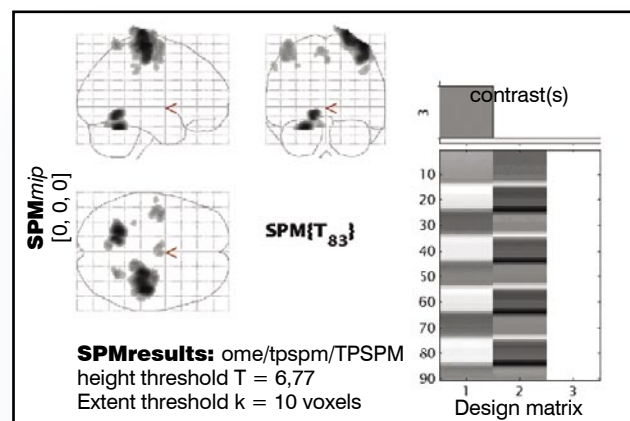 SPMmip
[0, 0, 0]
<
<
<
SPM{T83}
contrast(s)
3
10
20
30
40
50
60
70
80
90
1 2 3
Design matrix
SPMresults: ome/tpspm/TPSPM
height threshold T = 6,77
Extent threshold k = 10 voxels